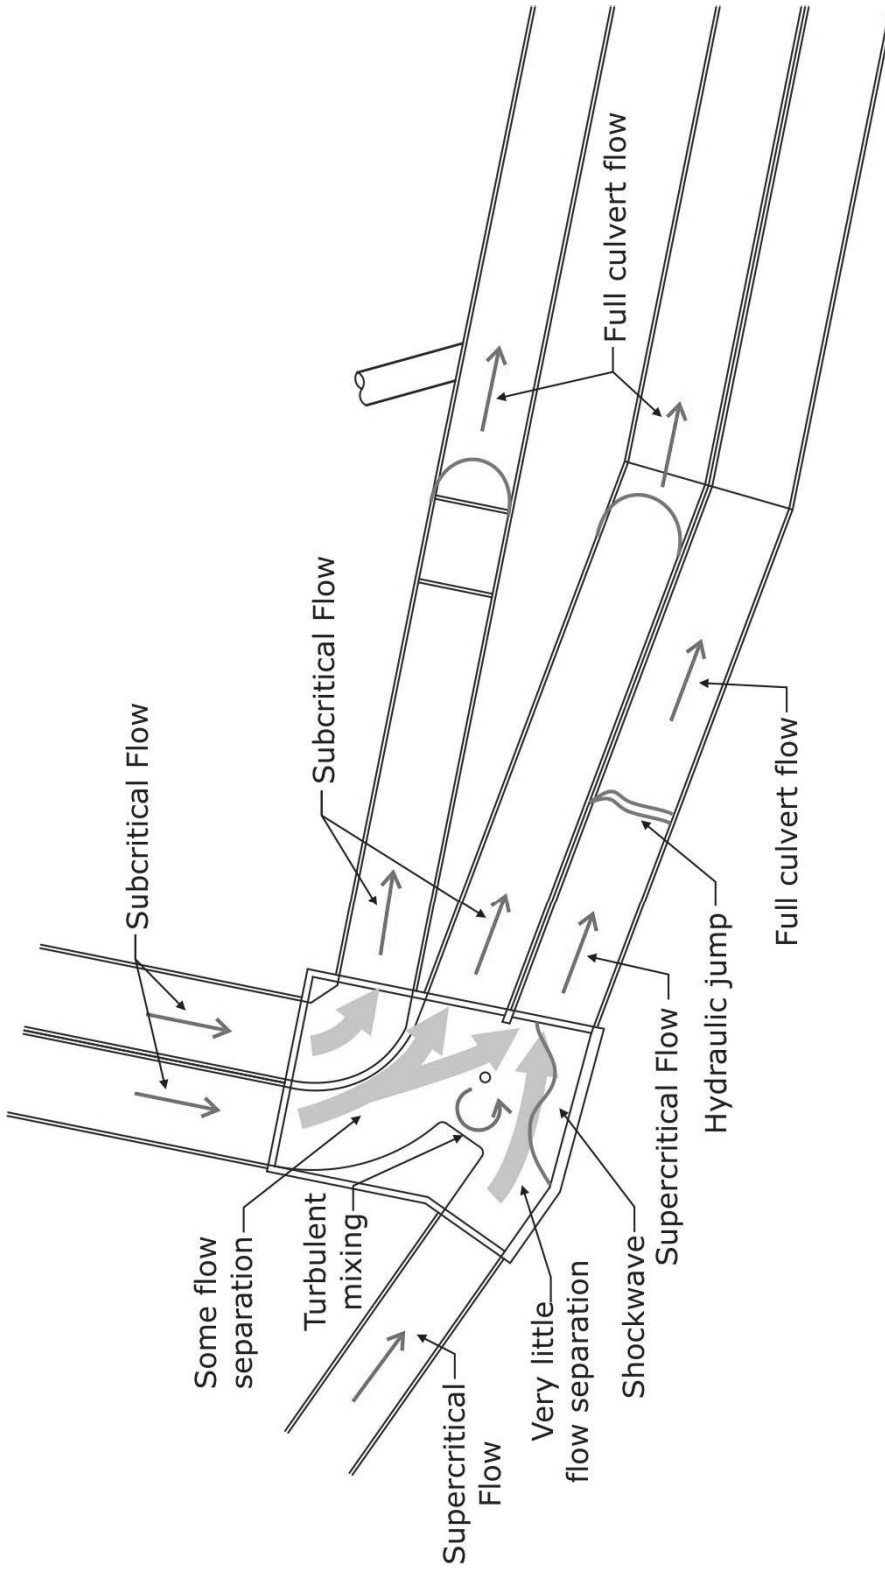 Subcritical Flow
Subcritical Flow
Full culvert flow
Some flow
separation
Turbulent
mixing
Supercritical
Flow
Very little
flow separation
Shockwave
Supercritical Flow
Hydraulic jump
Full culvert flow